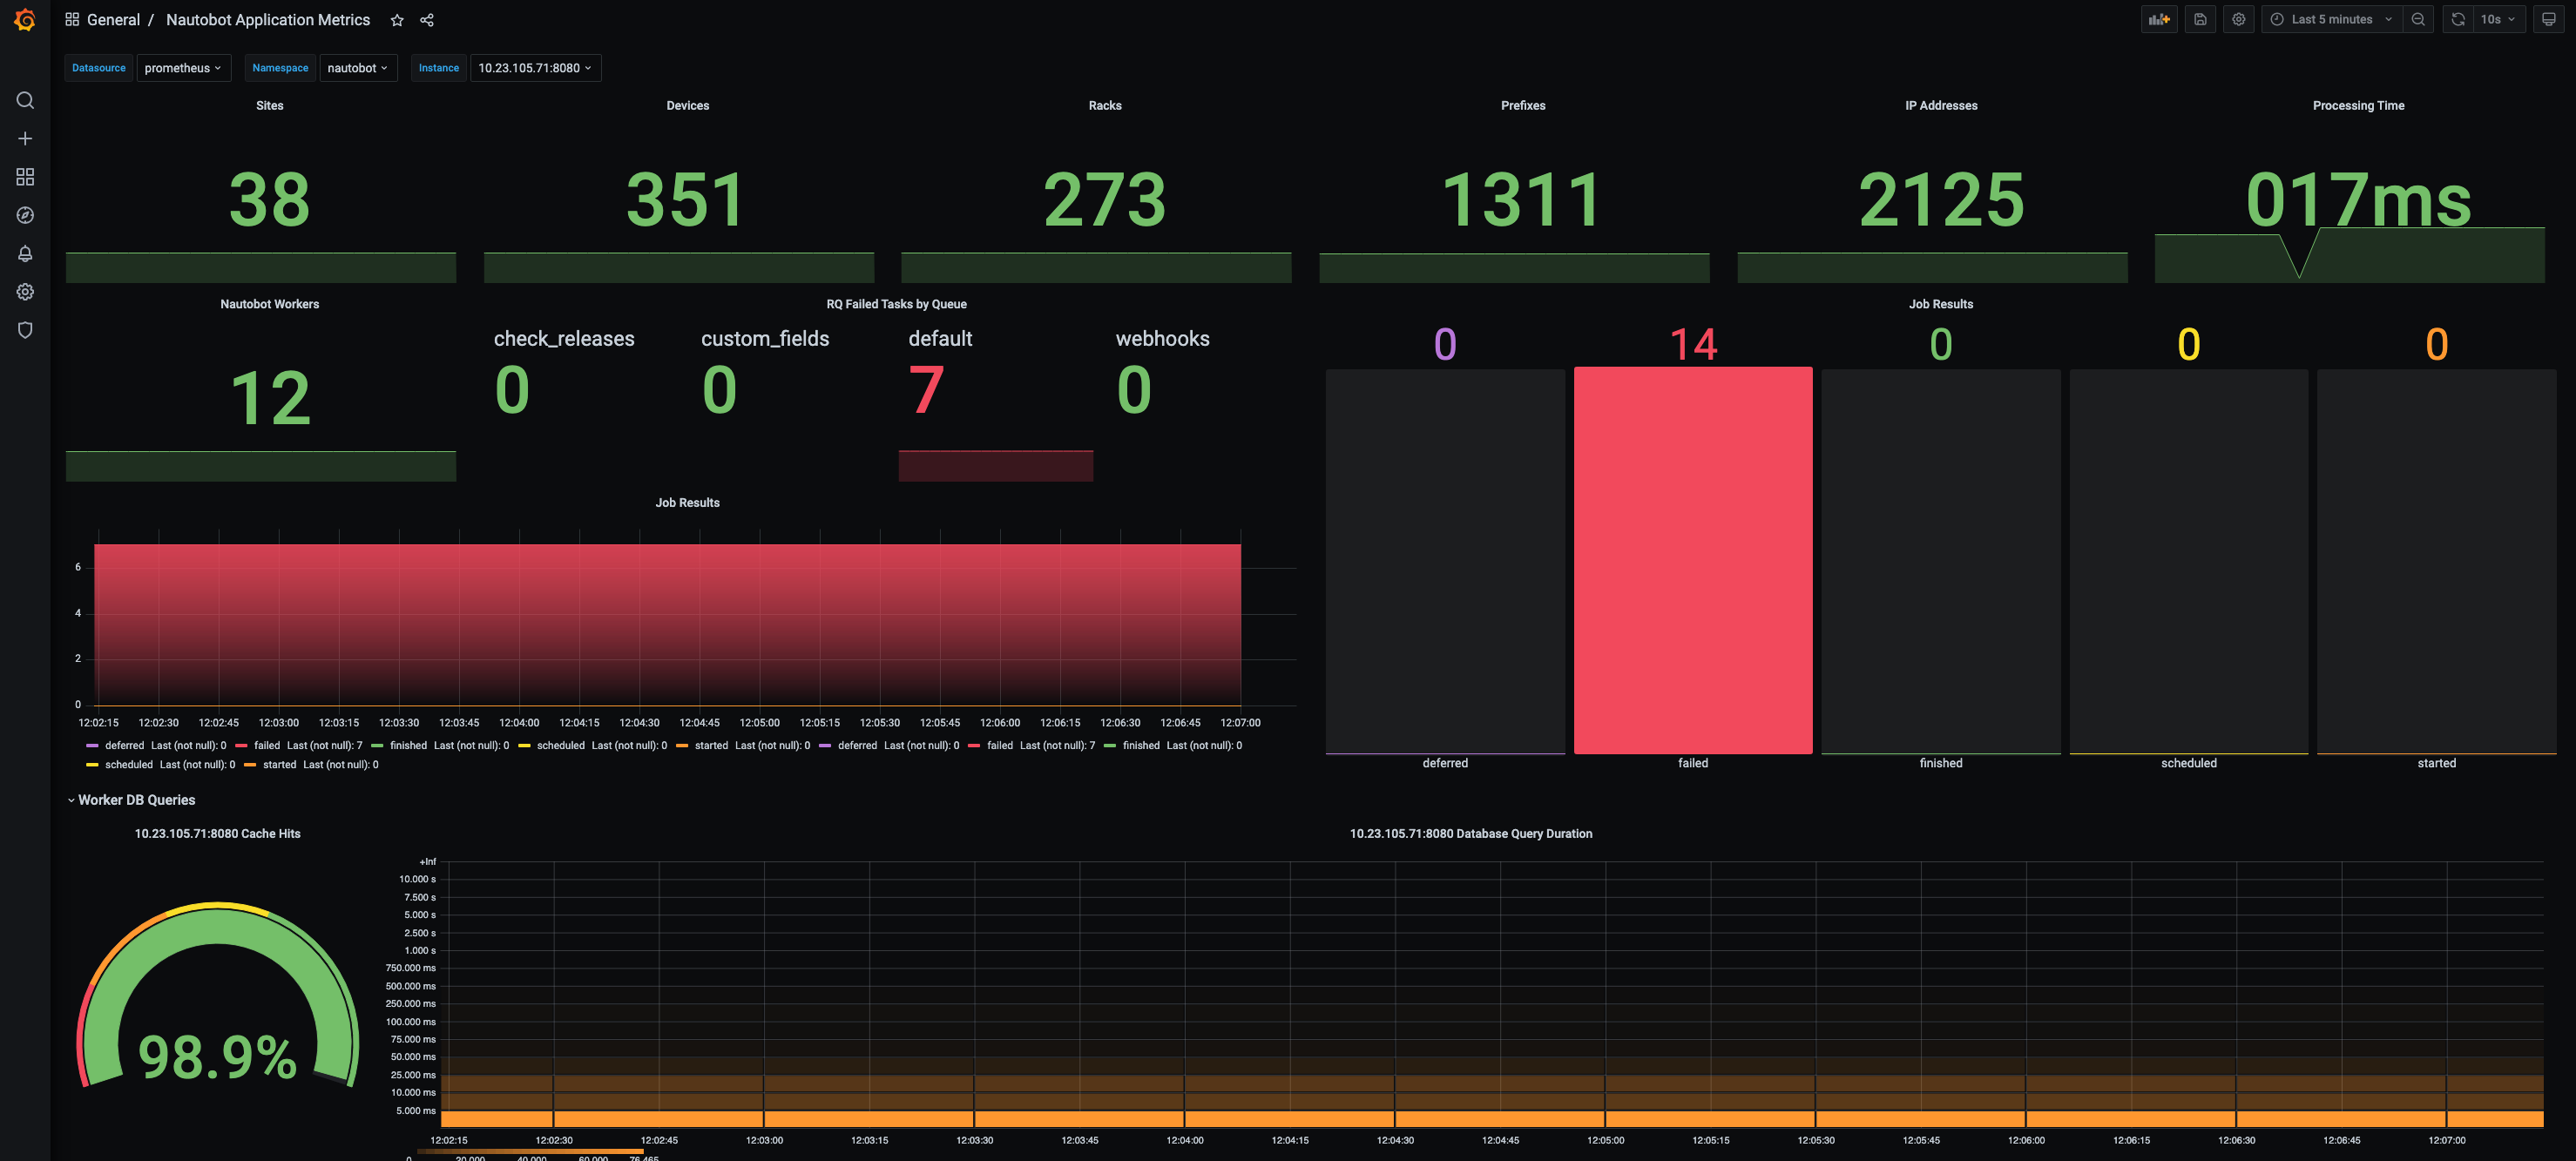 General / Nautobot Application Metrics
Last 5 minutes 10s
Datasource prometheus Namespace nautobot Instance 10.23.105.71:8080
Sites Devices Racks Prefixes IP Addresses Processing Time
38 351 273 1311 2125 017ms
Nautobot Workers RQ Failed Tasks by Queue Job Results
check_releases custom_fields default webhooks
12 0 0 7 0
0 14 0 0 0
Job Results
6
4
2
0
12:02:15 12:02:30 12:02:45 12:03:00 12:03:15 12:03:30 12:03:45 12:04:00 12:04:15 12:04:30 12:04:45 12:05:00 12:05:15 12:05:30 12:05:45 12:06:00 12:06:15 12:06:30 12:06:45 12:07:00
deferred Last (not null): 0 failed Last (not null): 7 finished Last (not null): 0 scheduled Last (not null): 0 started Last (not null): 0 deferred Last (not null): 0 failed Last (not null): 7 finished Last (not null): 0
scheduled Last (not null): 0 started Last (not null): 0
deferred failed finished scheduled started
Worker DB Queries
10.23.105.71:8080 Cache Hits 10.23.105.71:8080 Database Query Duration
98.9%
+Inf
10.000 s
7.500 s
5.000 s
2.500 s
1.000 s
750.000 ms
500.000 ms
250.000 ms
100.000 ms
75.000 ms
50.000 ms
25.000 ms
10.000 ms
5.000 ms
12:02:15 12:02:30 12:02:45 12:03:00 12:03:15 12:03:30 12:03:45 12:04:00 12:04:15 12:04:30 12:04:45 12:05:00 12:05:15 12:05:30 12:05:45 12:06:00 12:06:15 12:06:30 12:06:45 12:07:00
0 20,000 40,000 60,000 76,465